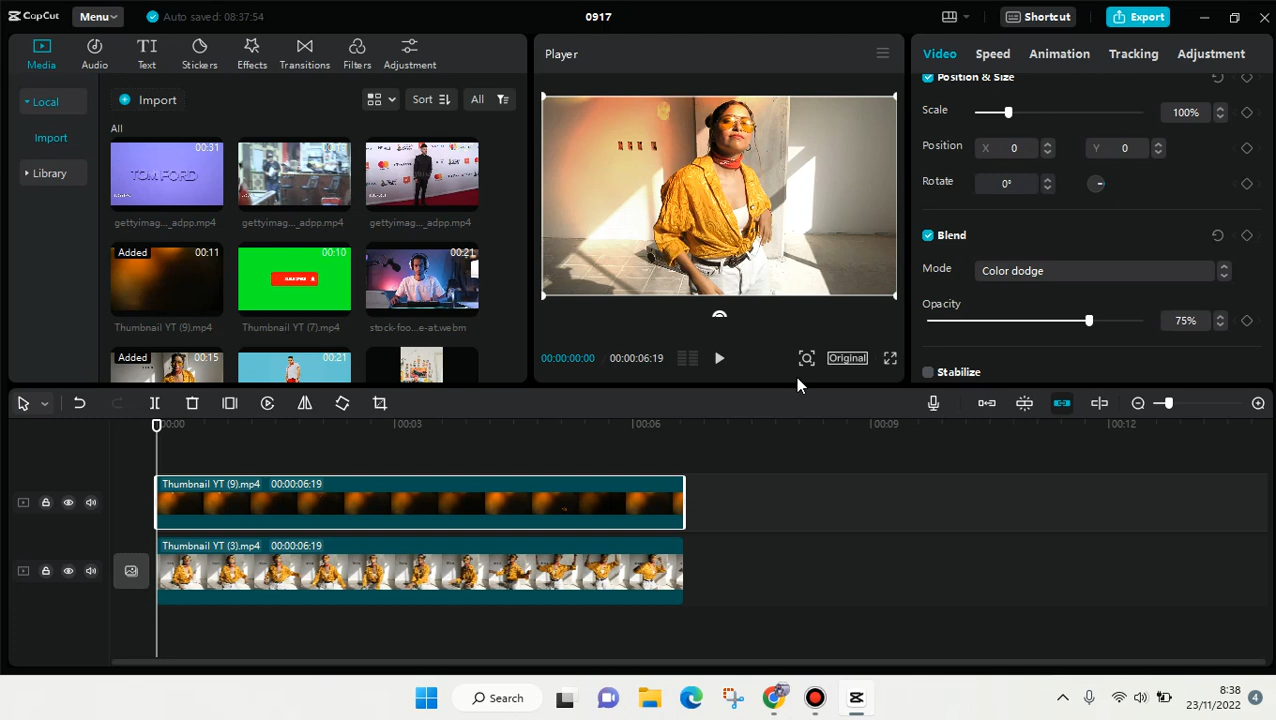 CapCut
Menu
Auto saved: 08:37:54
0917
Shortcut
Export
Media
Audio
Text
Stickers
Effects
Transitions
Filters
Adjustment
Local
Import
Library
Import
Sort
All
All
00:31
TOM FORD
gettyimag..._adpp.mp4
gettyimag..._adpp.mp4
gettyimag..._adpp.mp4
Added
00:11
Thumbnail YT (9).mp4
00:10
Thumbnail YT (7).mp4
00:21
stock-foo...e-at.webm
Added
00:15
00:21
Player
00:00:00:00
00:00:06:19
Original
Video
Speed
Animation
Tracking
Adjustment
Position & Size
Scale
100%
Position
X 0
Y 0
Rotate
0°
Blend
Mode
Color dodge
Opacity
75%
Stabilize
00:00
00:03
00:06
00:09
00:12
Thumbnail YT (9).mp4 00:00:06:19
Thumbnail YT (3).mp4 00:00:06:19
Search
8:38
23/11/2022
4